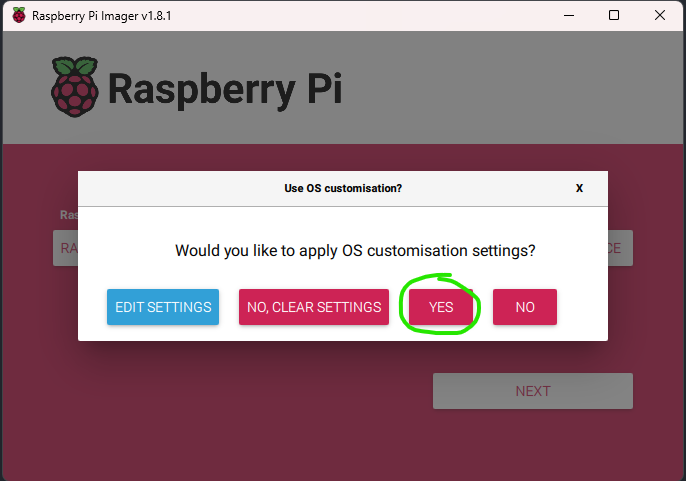 Raspberry Pi Imager v1.8.1
Raspberry Pi
Use OS customisation?
X
Ras
RA
CE
Would you like to apply OS customisation settings?
EDIT SETTINGS
NO, CLEAR SETTINGS
YES
NO
NEXT